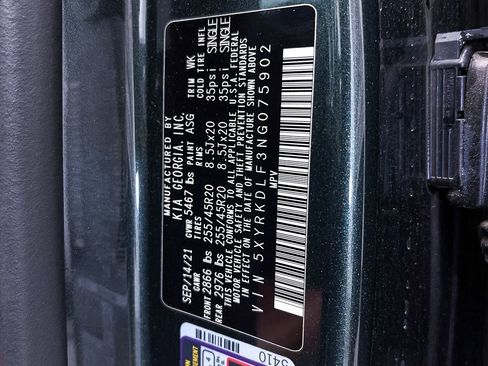 MANUFACTURED BY
KIA GEORGIA, INC.
SEP/14/21 GVWR 5467 lbs PAINT ASG TRIM WK
GAWR TIRES RIMS COLD TIRE INFL.
FRONT 2866 lbs 255/45R20 8.5Jx20 35psi SINGLE
REAR 2976 lbs 255/45R20 8.5Jx20 35psi SINGLE
THIS VEHICLE CONFORMS TO ALL APPLICABLE U.S.A. FEDERAL
MOTOR VEHICLE SAFETY AND THEFT PREVENTION STANDARDS
IN EFFECT ON THE DATE OF MANUFACTURE SHOWN ABOVE
VIN 5XYRKDLF3NG075902
MPV
5410